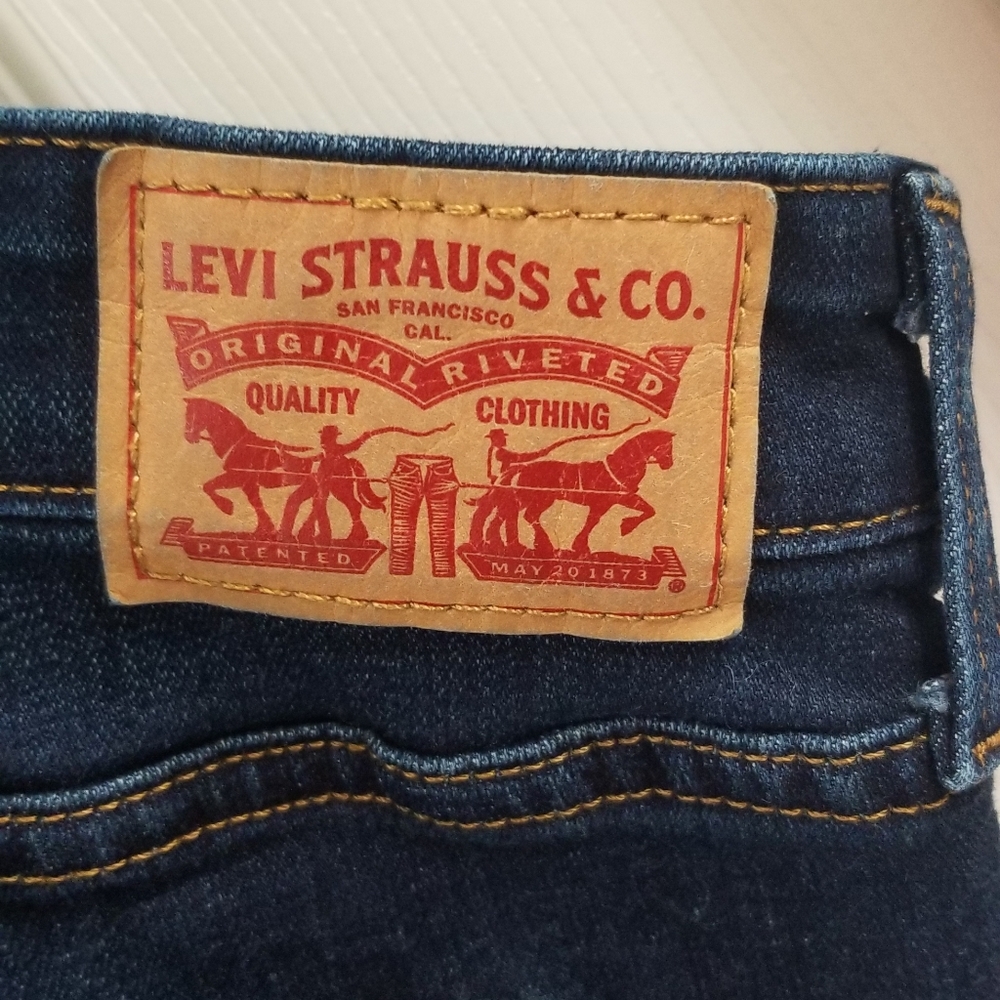 LEVI STRAUSS & CO.
SAN FRANCISCO
CAL.
ORIGINAL RIVETED
QUALITY CLOTHING
PATENTED MAY 20 1873 ®